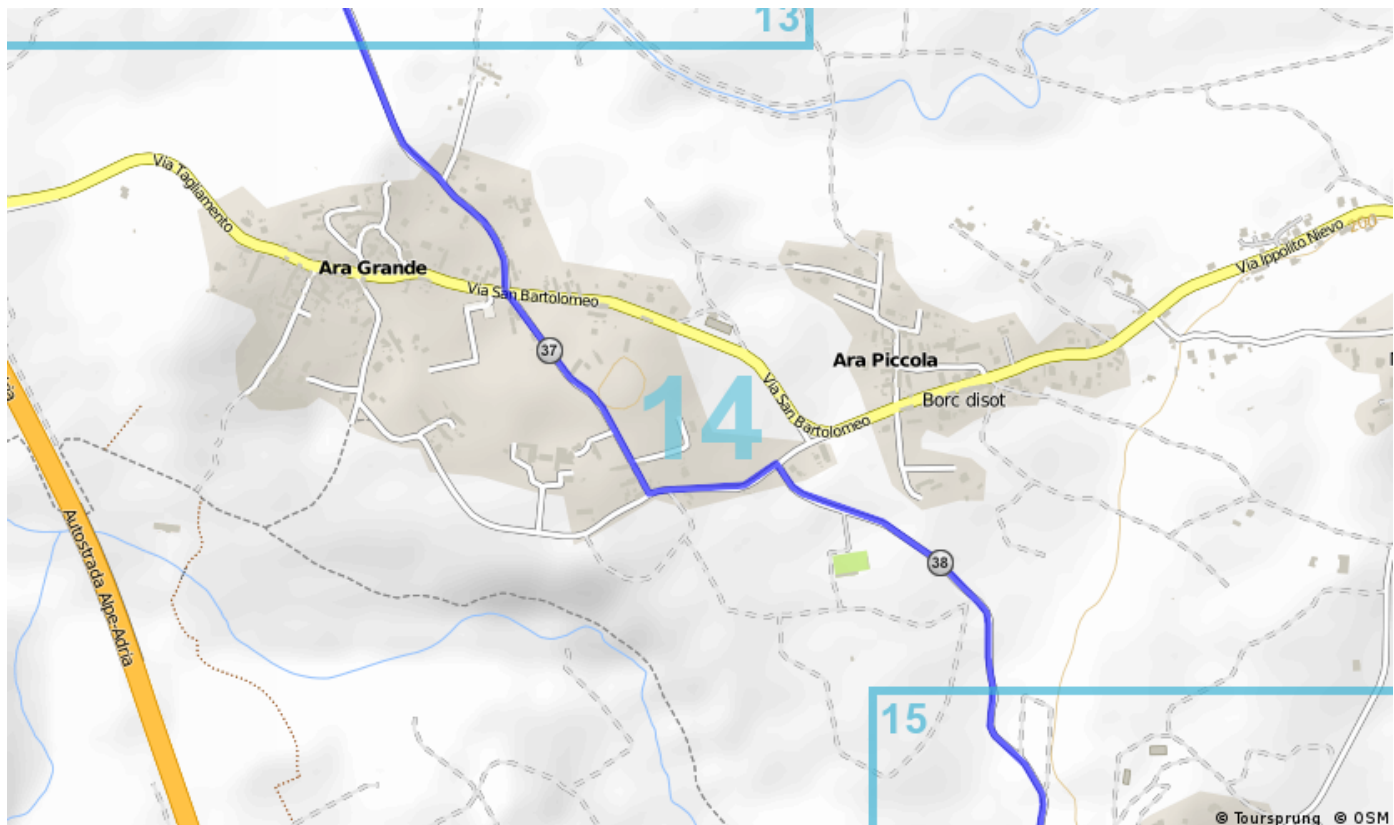 13
Via Tagliamento
Ara Grande
Via San Bartolomeo
Via Ippolito Nievo
200
37
Ara Piccola
14
Via San Bartolomeo
Borc disot
Autostrada Alpe-Adria
38
15
© Toursprung © OSM